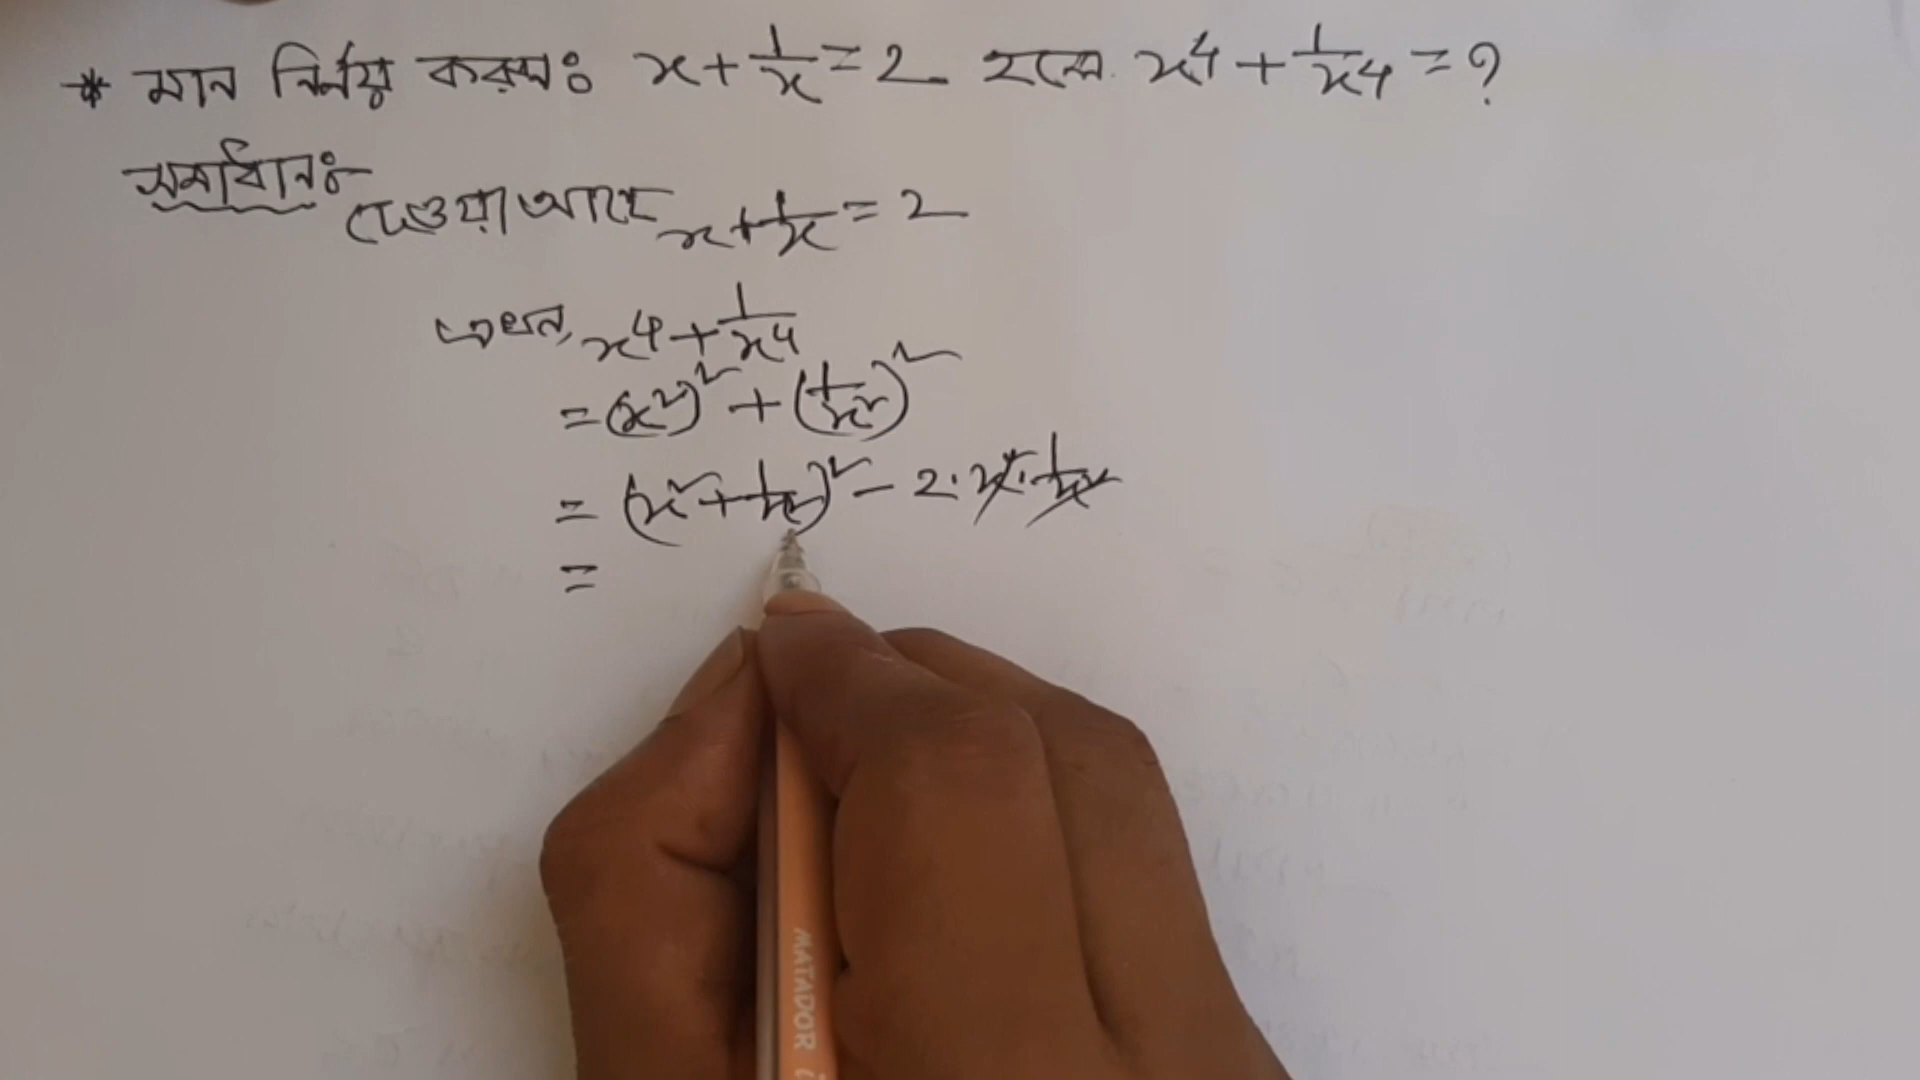 * মান নির্ণয় করুনঃ x + 1/x = 2 হলে x⁴ + 1/x⁴ = ?
সমাধানঃ-
দেওয়া আছে x + 1/x = 2
এখন, x⁴ + 1/x⁴
= (x²)² + (1/x²)²
= (x² + 1/x²)² - 2 · x² · 1/x²
=
MATADOR i